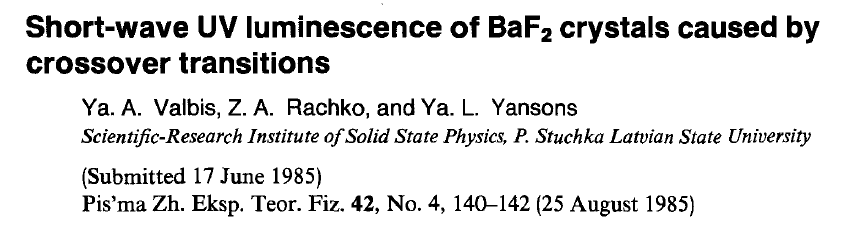 Short-wave UV luminescence of BaF₂ crystals caused by
crossover transitions
Ya. A. Valbis, Z. A. Rachko, and Ya. L. Yansons
Scientific-Research Institute of Solid State Physics, P. Stuchka Latvian State University
(Submitted 17 June 1985)
Pis'ma Zh. Eksp. Teor. Fiz. 42, No. 4, 140–142 (25 August 1985)